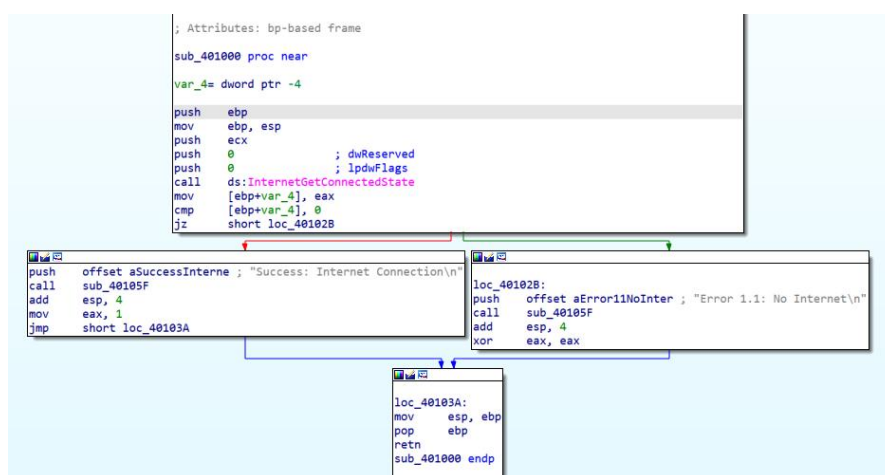 ; Attributes: bp-based frame
sub_401000 proc near
var_4= dword ptr -4
push ebp
mov ebp, esp
push ecx
push 0 ; dwReserved
push 0 ; lpdwFlags
call ds:InternetGetConnectedState
mov [ebp+var_4], eax
cmp [ebp+var_4], 0
jz short loc_40102B
push offset aSuccessInterne ; "Success: Internet Connection\n"
call sub_40105F
add esp, 4
mov eax, 1
jmp short loc_40103A
loc_40102B:
push offset aError11NoInter ; "Error 1.1: No Internet\n"
call sub_40105F
add esp, 4
xor eax, eax
loc_40103A:
mov esp, ebp
pop ebp
retn
sub_401000 endp